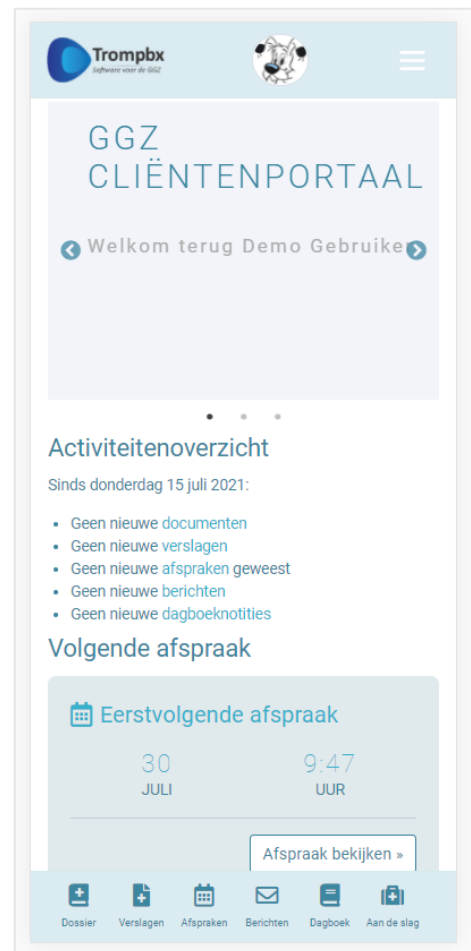 Trompbx
Software voor de GGZ
GGZ
CLIËNTENPORTAAL
Welkom terug Demo Gebruiker
Activiteitenoverzicht
Sinds donderdag 15 juli 2021:
• Geen nieuwe documenten
• Geen nieuwe verslagen
• Geen nieuwe afspraken geweest
• Geen nieuwe berichten
• Geen nieuwe dagboeknotities
Volgende afspraak
Eerstvolgende afspraak
30 9:47
JULI UUR
Afspraak bekijken »
Dossier Verslagen Afspraken Berichten Dagboek Aan de slag